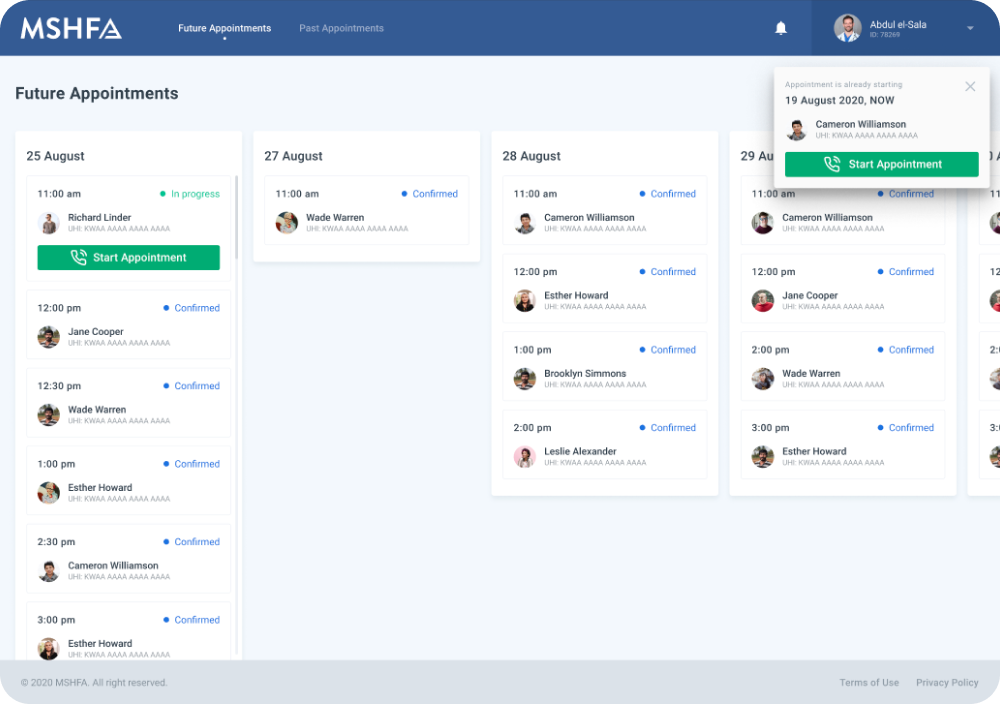 MSHFA
Future Appointments
Past Appointments
Abdul el-Sala
ID: 78269
Future Appointments
Appointment is already starting
19 August 2020, NOW
Cameron Williamson
UHI: KWAA AAAA AAAA AAAA
Start Appointment
25 August
11:00 am
In progress
Richard Linder
UHI: KWAA AAAA AAAA AAAA
Start Appointment
12:00 pm
Confirmed
Jane Cooper
UHI: KWAA AAAA AAAA AAAA
12:30 pm
Confirmed
Wade Warren
UHI: KWAA AAAA AAAA AAAA
1:00 pm
Confirmed
Esther Howard
UHI: KWAA AAAA AAAA AAAA
2:30 pm
Confirmed
Cameron Williamson
UHI: KWAA AAAA AAAA AAAA
3:00 pm
Confirmed
Esther Howard
UHI: KWAA AAAA AAAA AAAA
27 August
11:00 am
Confirmed
Wade Warren
UHI: KWAA AAAA AAAA AAAA
28 August
11:00 am
Confirmed
Cameron Williamson
UHI: KWAA AAAA AAAA AAAA
12:00 pm
Confirmed
Esther Howard
UHI: KWAA AAAA AAAA AAAA
1:00 pm
Confirmed
Brooklyn Simmons
UHI: KWAA AAAA AAAA AAAA
2:00 pm
Confirmed
Leslie Alexander
UHI: KWAA AAAA AAAA AAAA
29 Au
11:00 am
Confirmed
Cameron Williamson
UHI: KWAA AAAA AAAA AAAA
12:00 pm
Confirmed
Jane Cooper
UHI: KWAA AAAA AAAA AAAA
2:00 pm
Confirmed
Wade Warren
UHI: KWAA AAAA AAAA AAAA
3:00 pm
Confirmed
Esther Howard
UHI: KWAA AAAA AAAA AAAA
© 2020 MSHFA. All right reserved.
Terms of Use
Privacy Policy